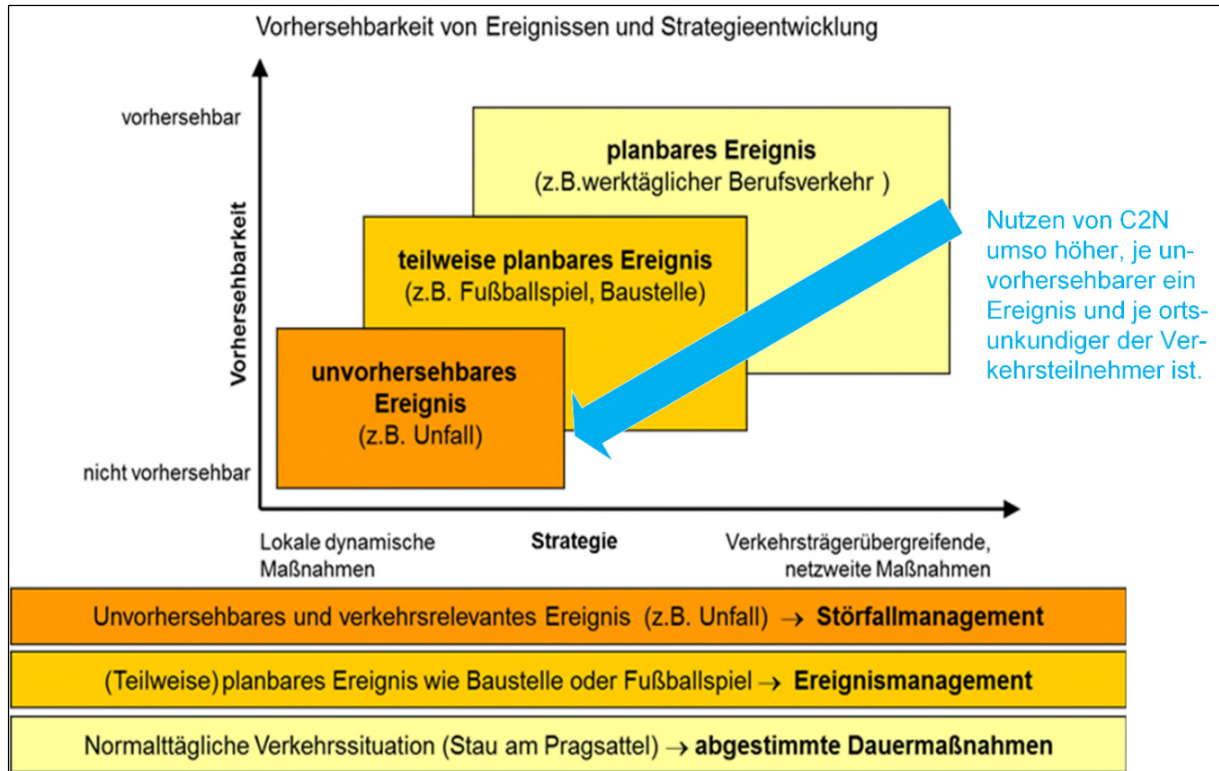 Vorhersehbarkeit von Ereignissen und Strategieentwicklung
vorhersehbar
Vorhersehbarkeit
nicht vorhersehbar
planbares Ereignis
(z.B.werktäglicher Berufsverkehr )
teilweise planbares Ereignis
(z.B. Fußballspiel, Baustelle)
unvorhersehbares
Ereignis
(z.B. Unfall)
Nutzen von C2N
umso höher, je un-
vorhersehbarer ein
Ereignis und je orts-
unkundiger der Ver-
kehrsteilnehmer ist.
Lokale dynamische
Maßnahmen
Strategie
Verkehrsträgerübergreifende,
netzweite Maßnahmen
Unvorhersehbares und verkehrsrelevantes Ereignis (z.B. Unfall) → Störfallmanagement
(Teilweise) planbares Ereignis wie Baustelle oder Fußballspiel → Ereignismanagement
Normalttägliche Verkehrssituation (Stau am Pragsattel) → abgestimmte Dauermaßnahmen